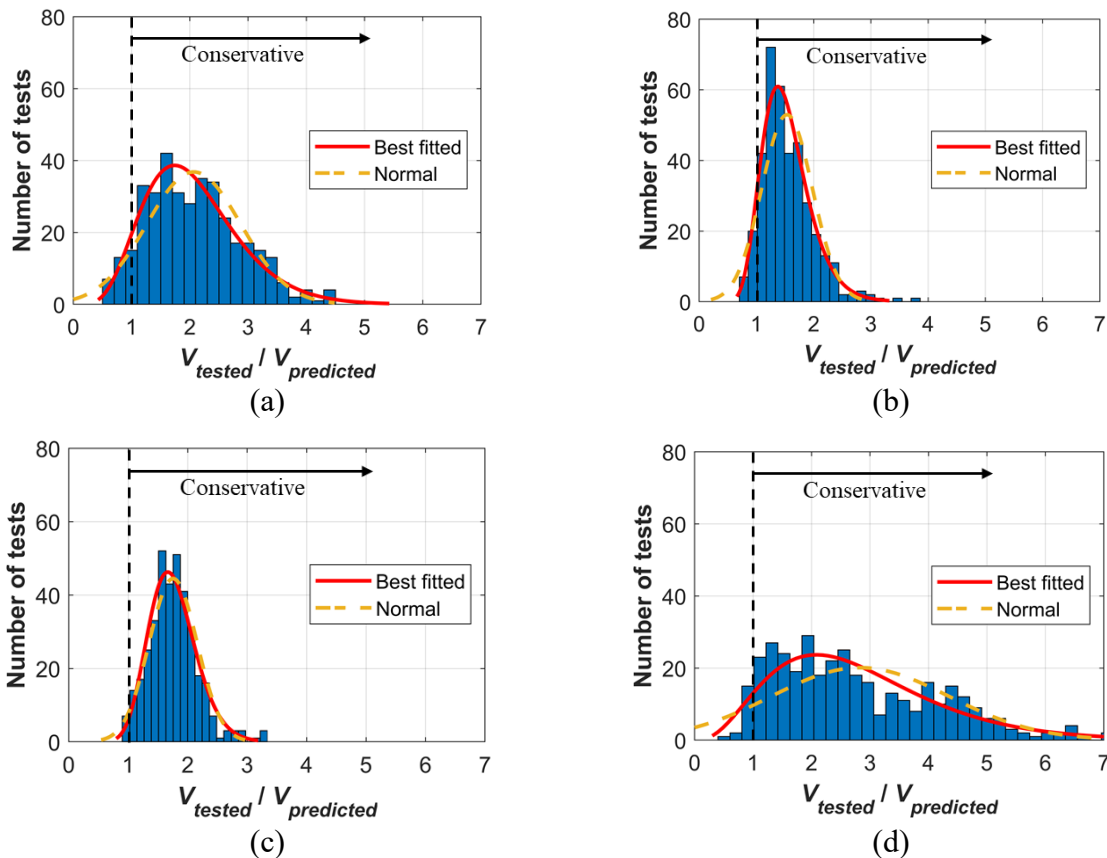 80
60
40
20
0
Number of tests
Conservative
Best fitted
Normal
0 1 2 3 4 5 6 7
V_tested / V_predicted
(a)
80
60
40
20
0
Number of tests
Conservative
Best fitted
Normal
0 1 2 3 4 5 6 7
V_tested / V_predicted
(b)
80
60
40
20
0
Number of tests
Conservative
Best fitted
Normal
0 1 2 3 4 5 6 7
V_tested / V_predicted
(c)
80
60
40
20
0
Number of tests
Conservative
Best fitted
Normal
0 1 2 3 4 5 6 7
V_tested / V_predicted
(d)